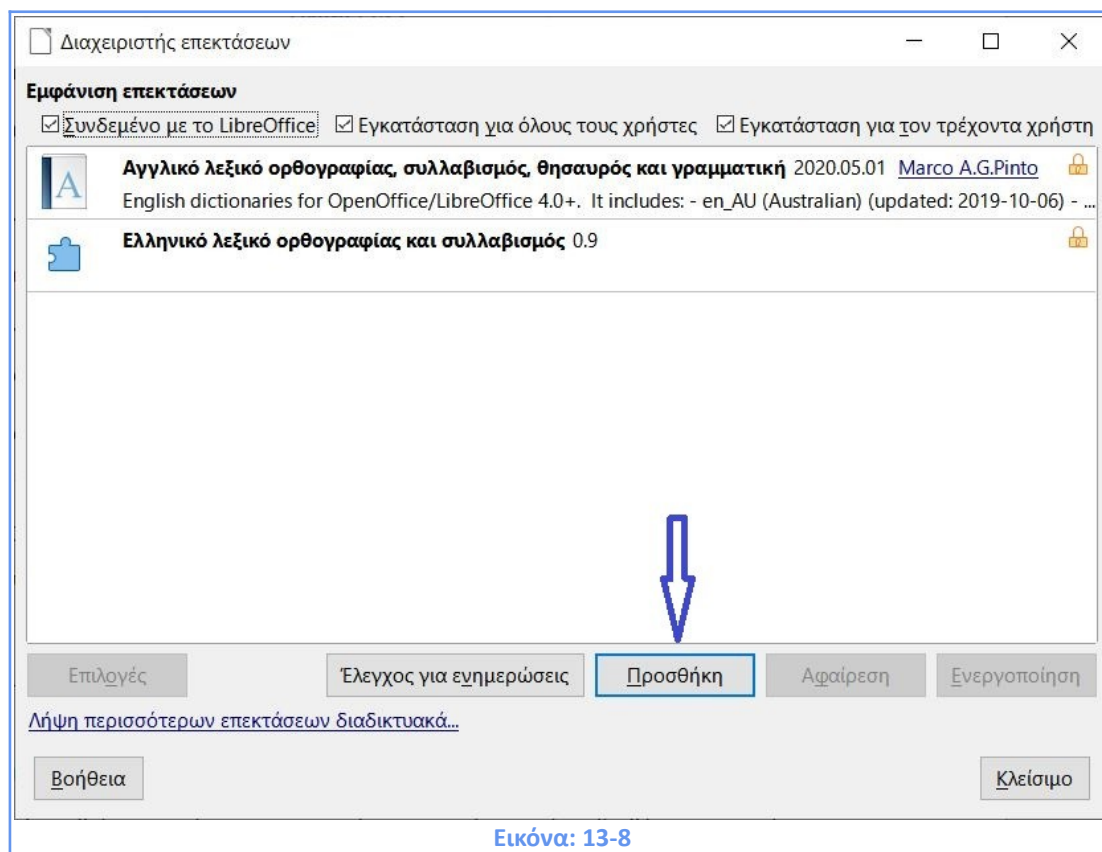 Διαχειριστής επεκτάσεων
Εμφάνιση επεκτάσεων
Συνδεμένο με το LibreOffice Εγκατάσταση για όλους τους χρήστες Εγκατάσταση για τον τρέχοντα χρήστη
Αγγλικό λεξικό ορθογραφίας, συλλαβισμός, θησαυρός και γραμματική 2020.05.01 Marco A.G.Pinto
English dictionaries for OpenOffice/LibreOffice 4.0+. It includes: - en_AU (Australian) (updated: 2019-10-06) - ...
Ελληνικό λεξικό ορθογραφίας και συλλαβισμός 0.9
Επιλογές Έλεγχος για ενημερώσεις Προσθήκη Αφαίρεση Ενεργοποίηση
Λήψη περισσότερων επεκτάσεων διαδικτυακά...
Βοήθεια Κλείσιμο
Εικόνα: 13-8